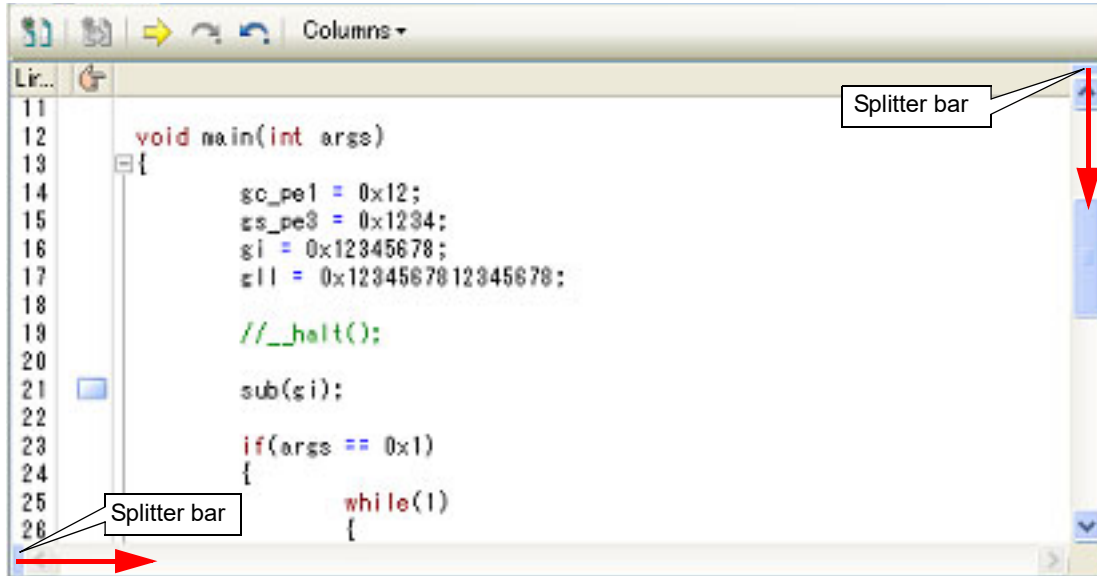 Columns
Lir...
Splitter bar
11
12 void main(int args)
13 {
14 gc_pe1 = 0x12;
15 gs_pe3 = 0x1234;
16 gi = 0x12345678;
17 gll = 0x1234567812345678;
18
19 //__halt();
20
21 sub(gi);
22
23 if(args == 0x1)
24 {
25 while(1)
Splitter bar
26 {